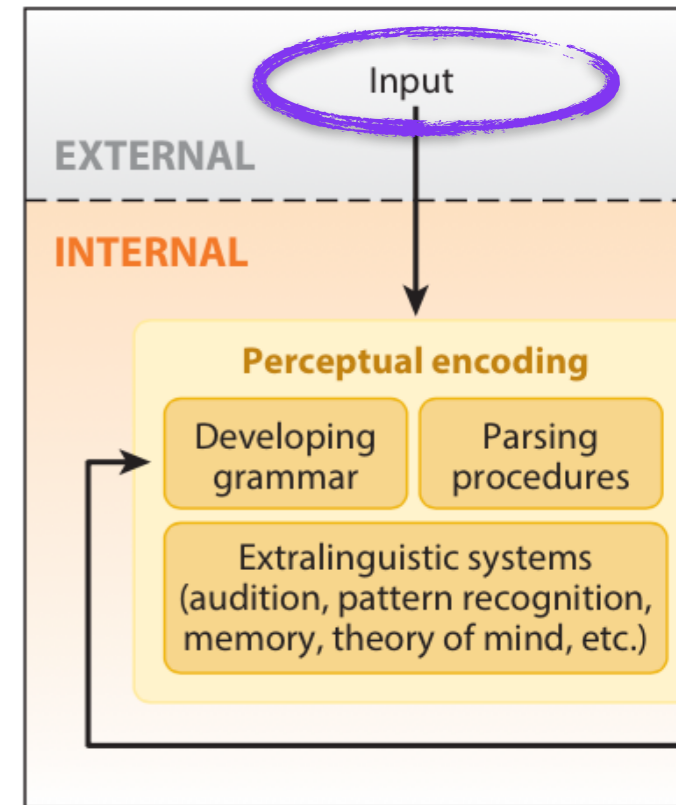 Input
EXTERNAL
INTERNAL
Perceptual encoding
Developing
grammar
Parsing
procedures
Extralinguistic systems
(audition, pattern recognition,
memory, theory of mind, etc.)